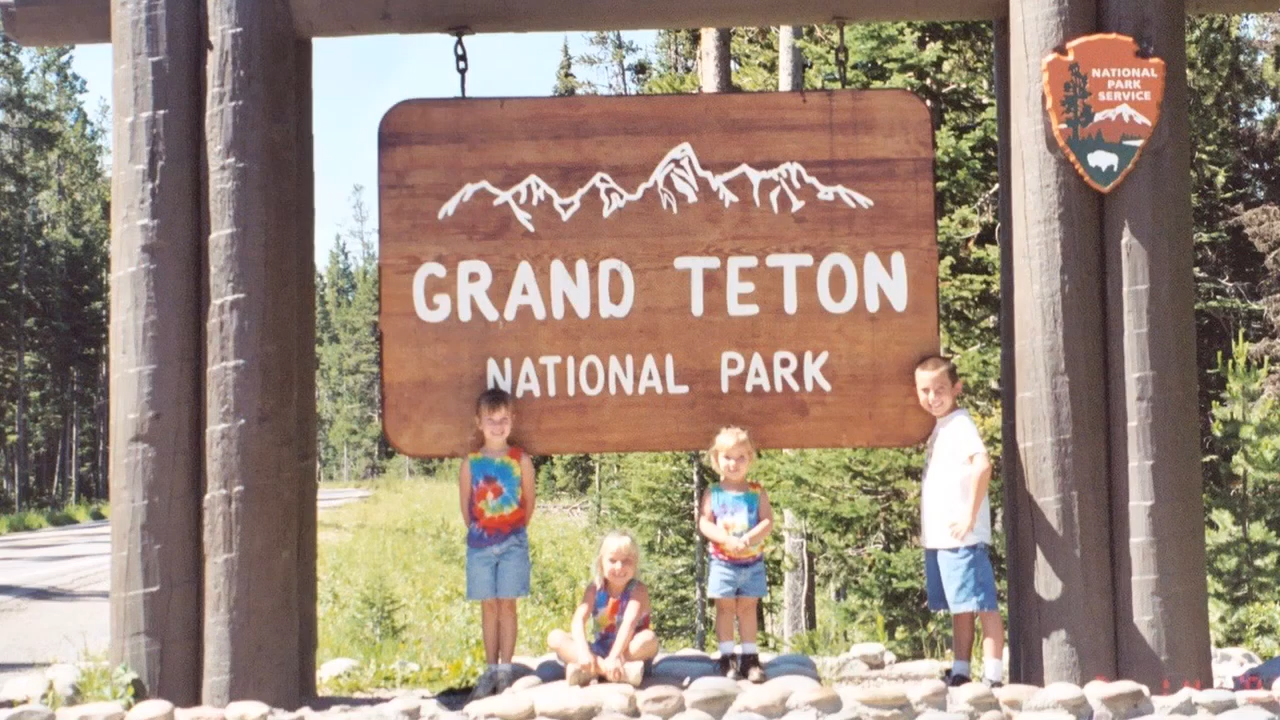 GRAND TETON
NATIONAL PARK
NATIONAL
PARK
SERVICE